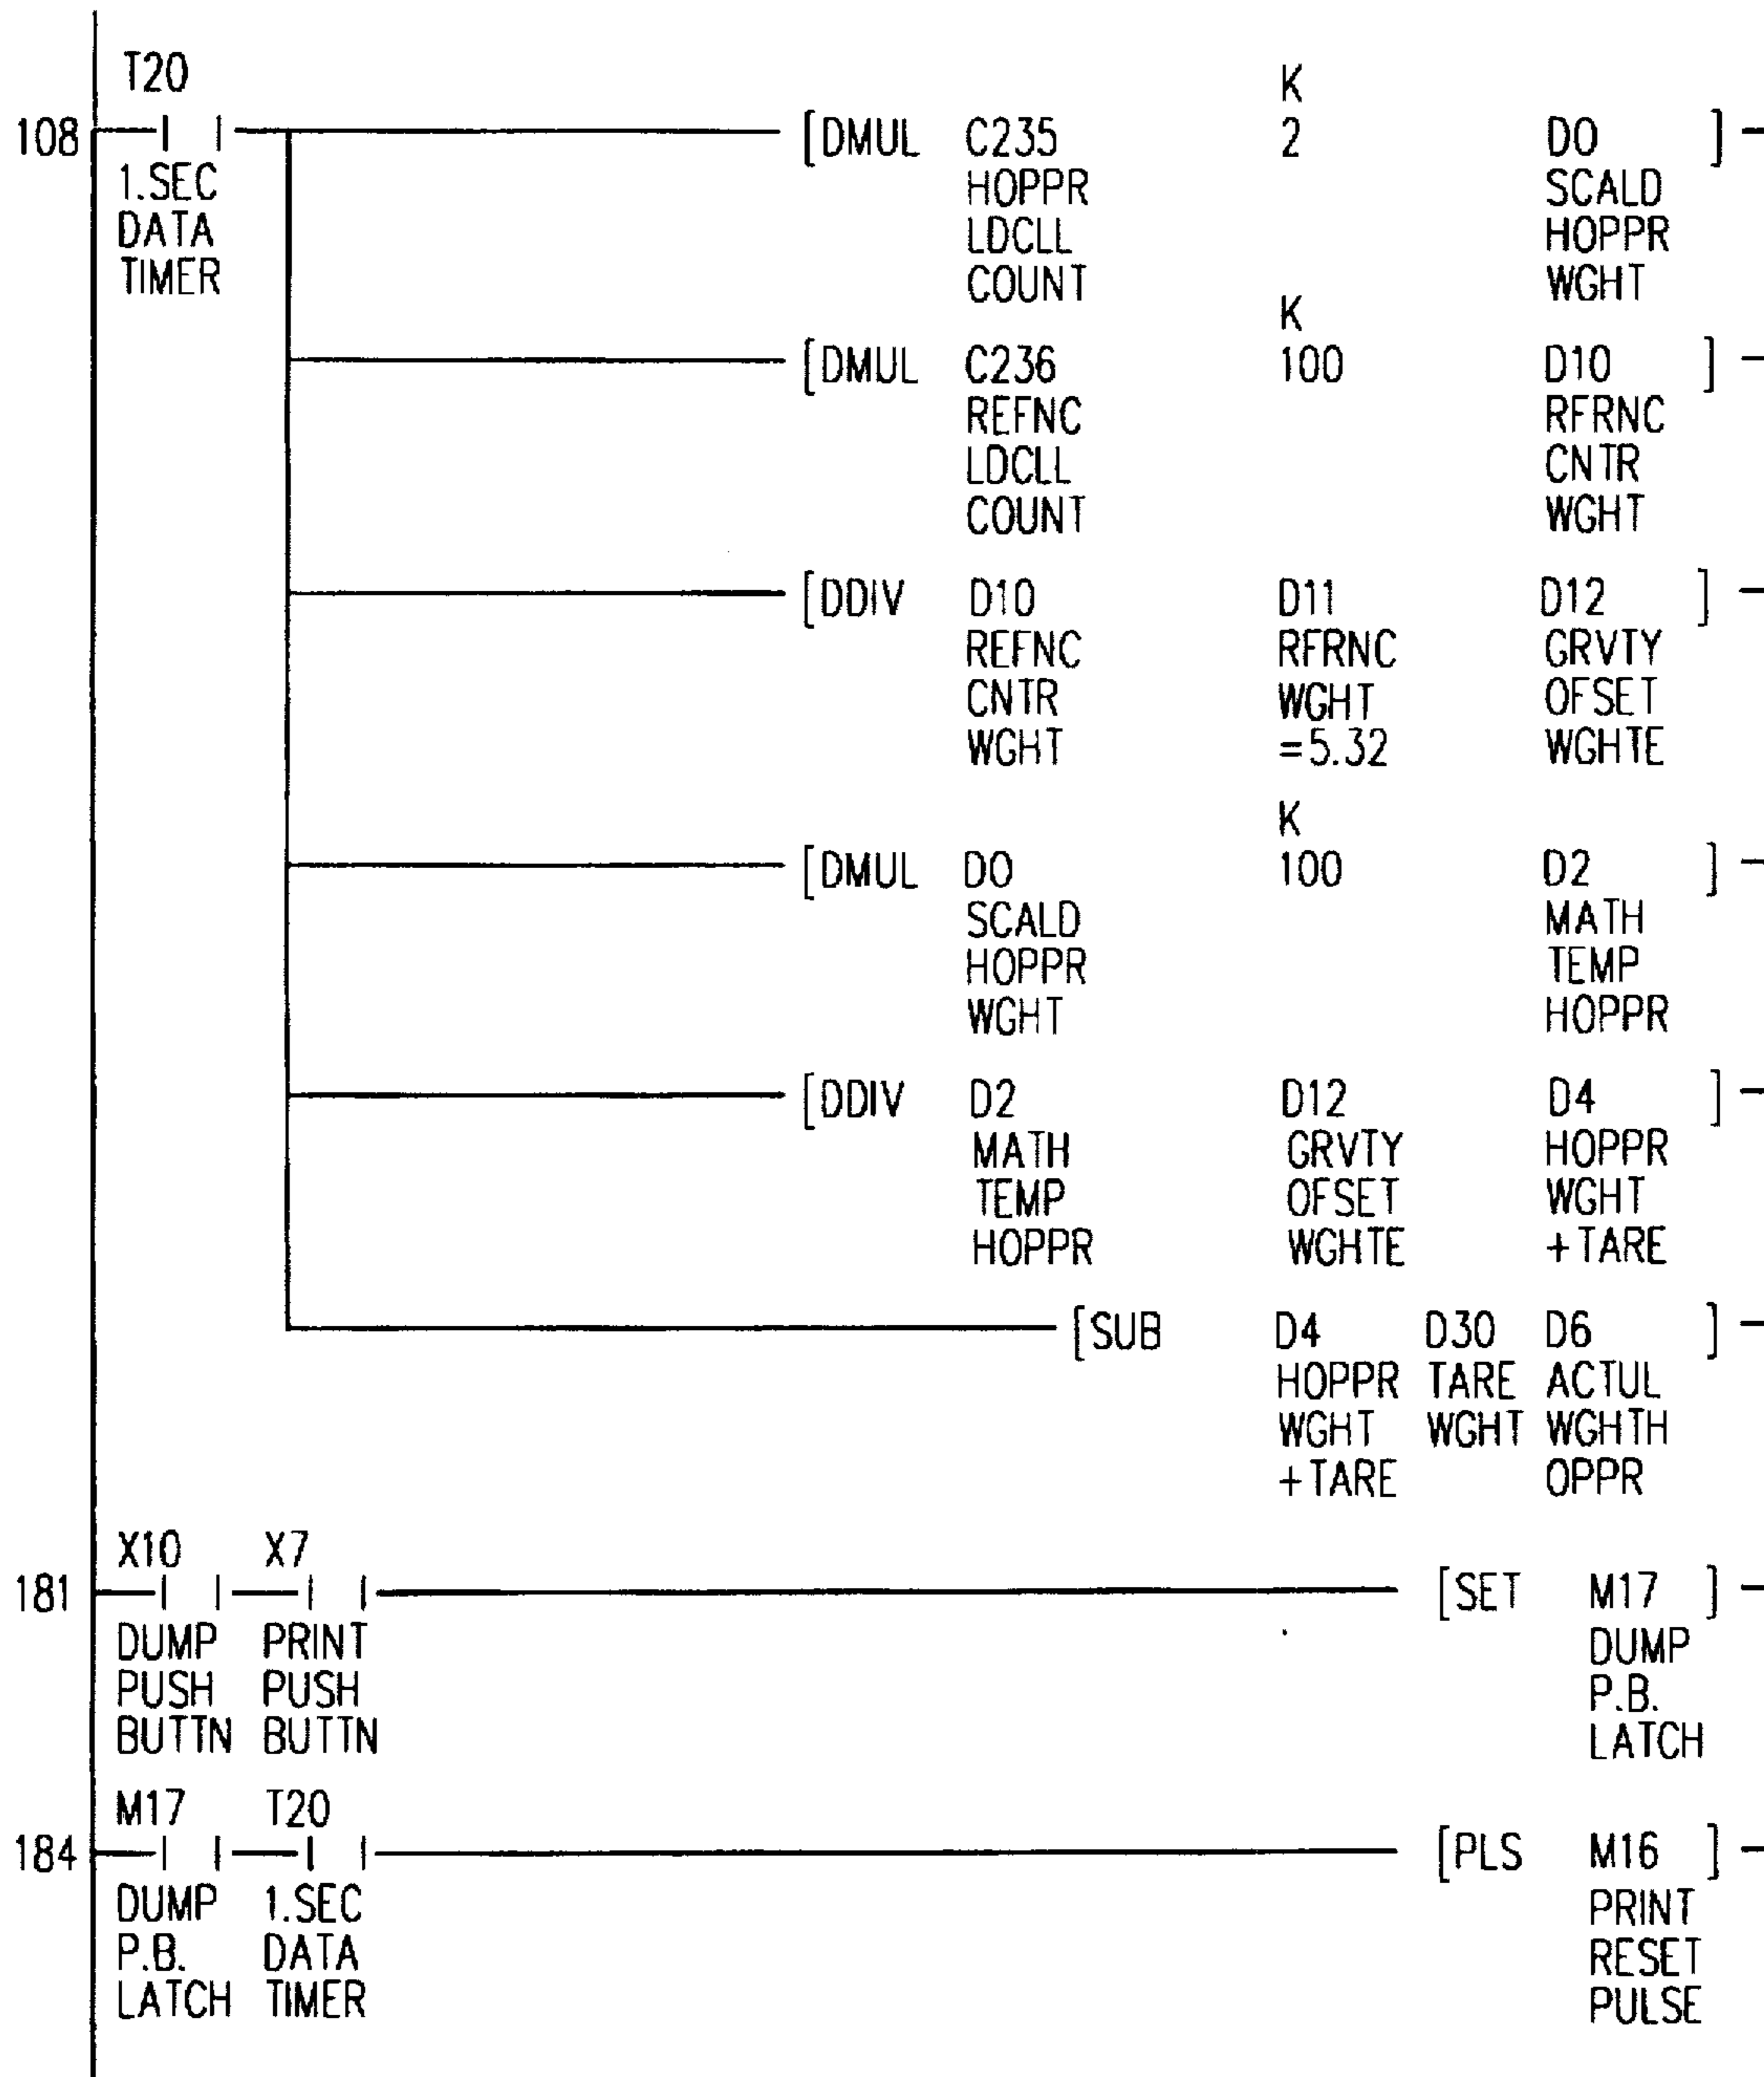 T20
K
108 [DMUL C235 2 D0 ]
1.SEC HOPPR SCALD
DATA LDCLL HOPPR
TIMER COUNT WGHT
K
[DMUL C236 100 D10 ]
REFNC RFRNC
LDCLL CNTR
COUNT WGHT
[DDIV D10 D11 D12 ]
REFNC RFRNC GRVTY
CNTR WGHT OFSET
WGHT =5.32 WGHTE
K
[DMUL D0 100 D2 ]
SCALD MATH
HOPPR TEMP
WGHT HOPPR
[DDIV D2 D12 D4 ]
MATH GRVTY HOPPR
TEMP OFSET WGHT
HOPPR WGHTE +TARE
[SUB D4 D30 D6 ]
HOPPR TARE ACTUL
WGHT WGHT WGHTH
+TARE OPPR
X10 X7
181 [SET M17 ]
DUMP PRINT DUMP
PUSH PUSH P.B.
BUTTN BUTTN LATCH
M17 T20
184 [PLS M16 ]
DUMP 1.SEC PRINT
P.B. DATA RESET
LATCH TIMER PULSE